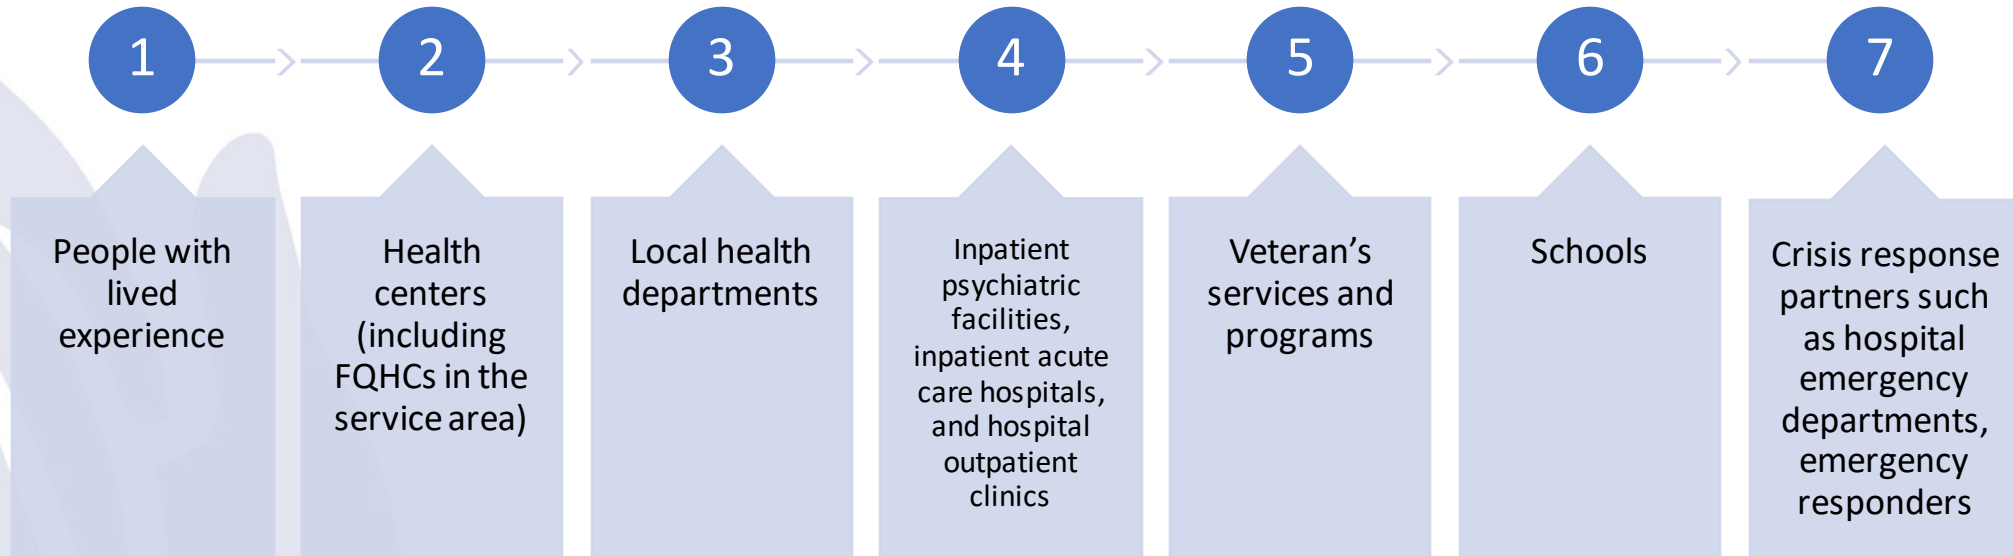 1
2
3
4
5
6
7
People with
lived
experience
Health
centers
(including
FQHCs in the
service area)
Local health
departments
Inpatient
psychiatric
facilities,
inpatient acute
care hospitals,
and hospital
outpatient
clinics
Veteran’s
services and
programs
Schools
Crisis response
partners such
as hospital
emergency
departments,
emergency
responders